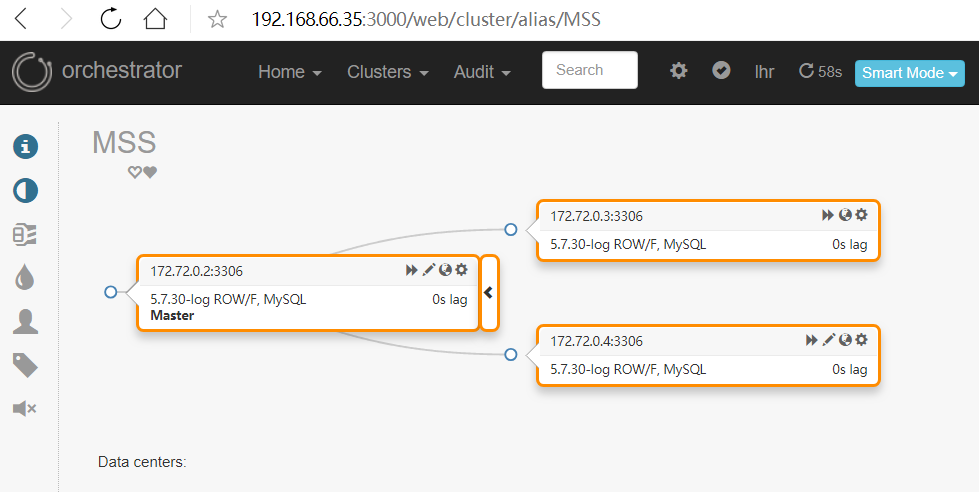 192.168.66.35:3000/web/cluster/alias/MSS
orchestrator Home Clusters Audit Search lhr 58s Smart Mode
MSS
172.72.0.3:3306
5.7.30-log ROW/F, MySQL 0s lag
172.72.0.2:3306
5.7.30-log ROW/F, MySQL 0s lag
Master
172.72.0.4:3306
5.7.30-log ROW/F, MySQL 0s lag
Data centers: